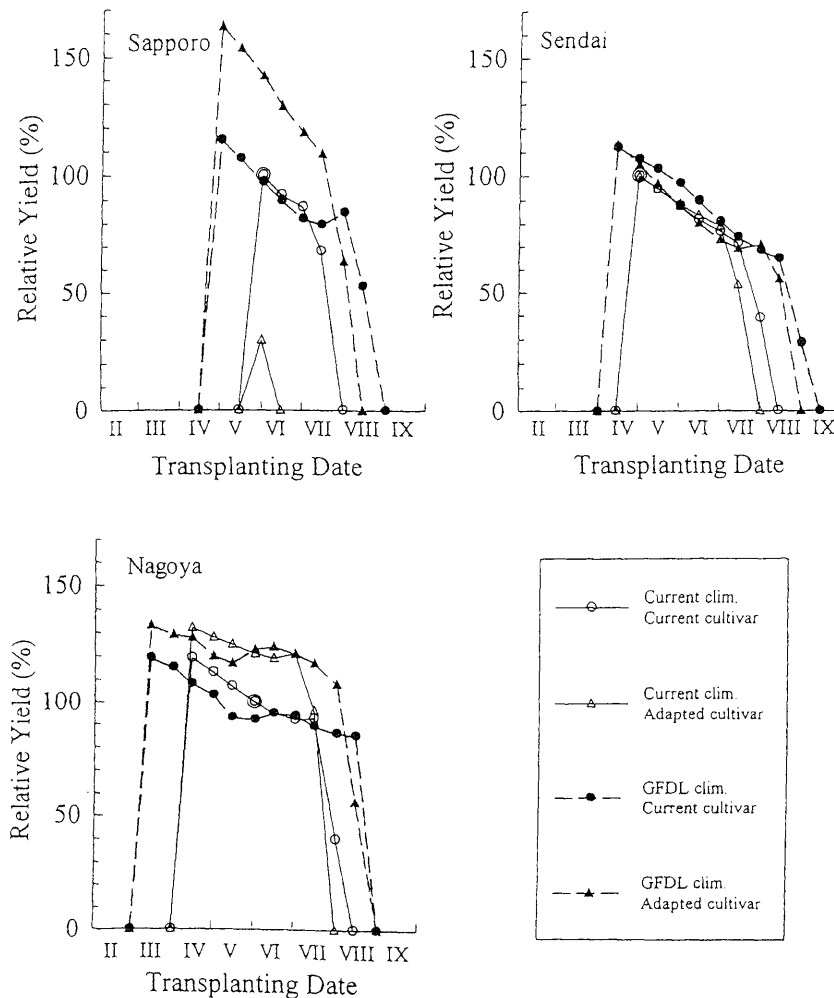 Sapporo
150
100
50
0
Relative Yield (%)
II III IV V VI VII VIII IX
Transplanting Date
Sendai
150
100
50
0
Relative Yield (%)
II III IV V VI VII VIII IX
Transplanting Date
Nagoya
150
100
50
0
Relative Yield (%)
II III IV V VI VII VIII IX
Transplanting Date
Current clim.
Current cultivar
Current clim.
Adapted cultivar
GFDL clim.
Current cultivar
GFDL clim.
Adapted cultivar